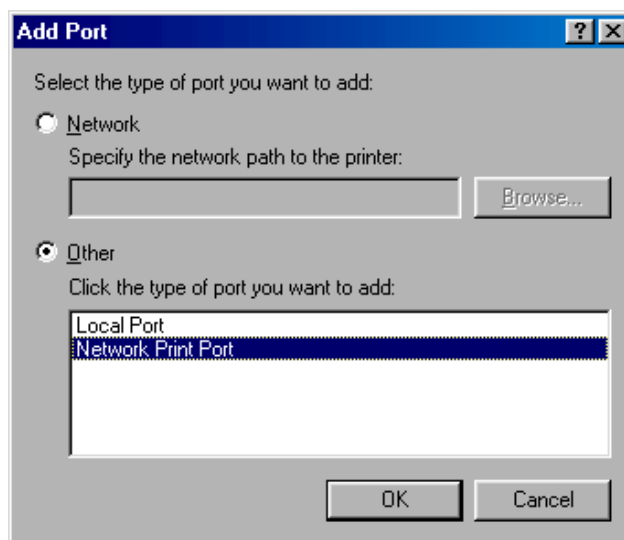 Add Port
Select the type of port you want to add:
Network
Specify the network path to the printer:
Browse...
Other
Click the type of port you want to add:
Local Port
Network Print Port
OK Cancel